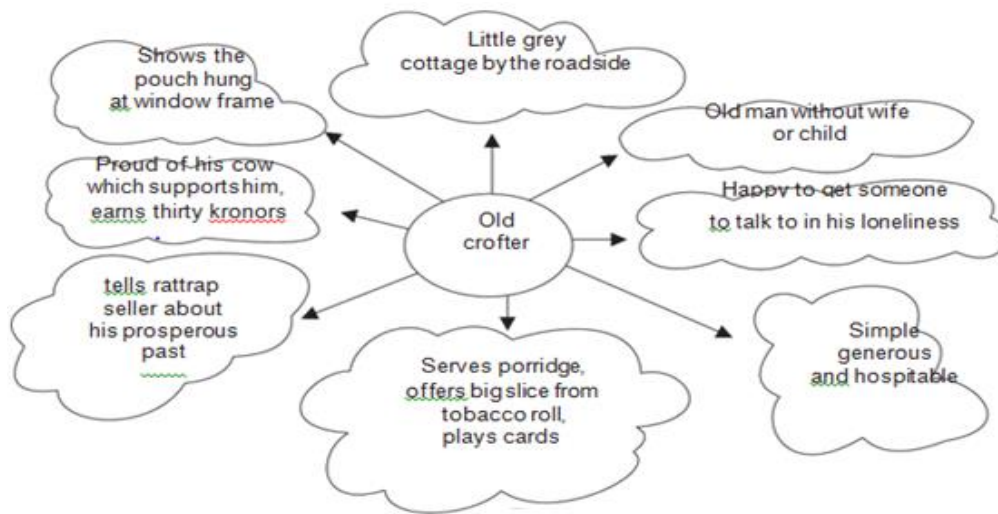 Little grey
cottage by the roadside
Shows the
pouch hung
at window frame
Old man without wife
or child
Proud of his cow
which supports him,
earns thirty kronors
Happy to get someone
to talk to in his loneliness
Old
crofter
tells rattrap
seller about
his prosperous
past
Simple
generous
and hospitable
Serves porridge,
offers big slice from
tobacco roll,
plays cards